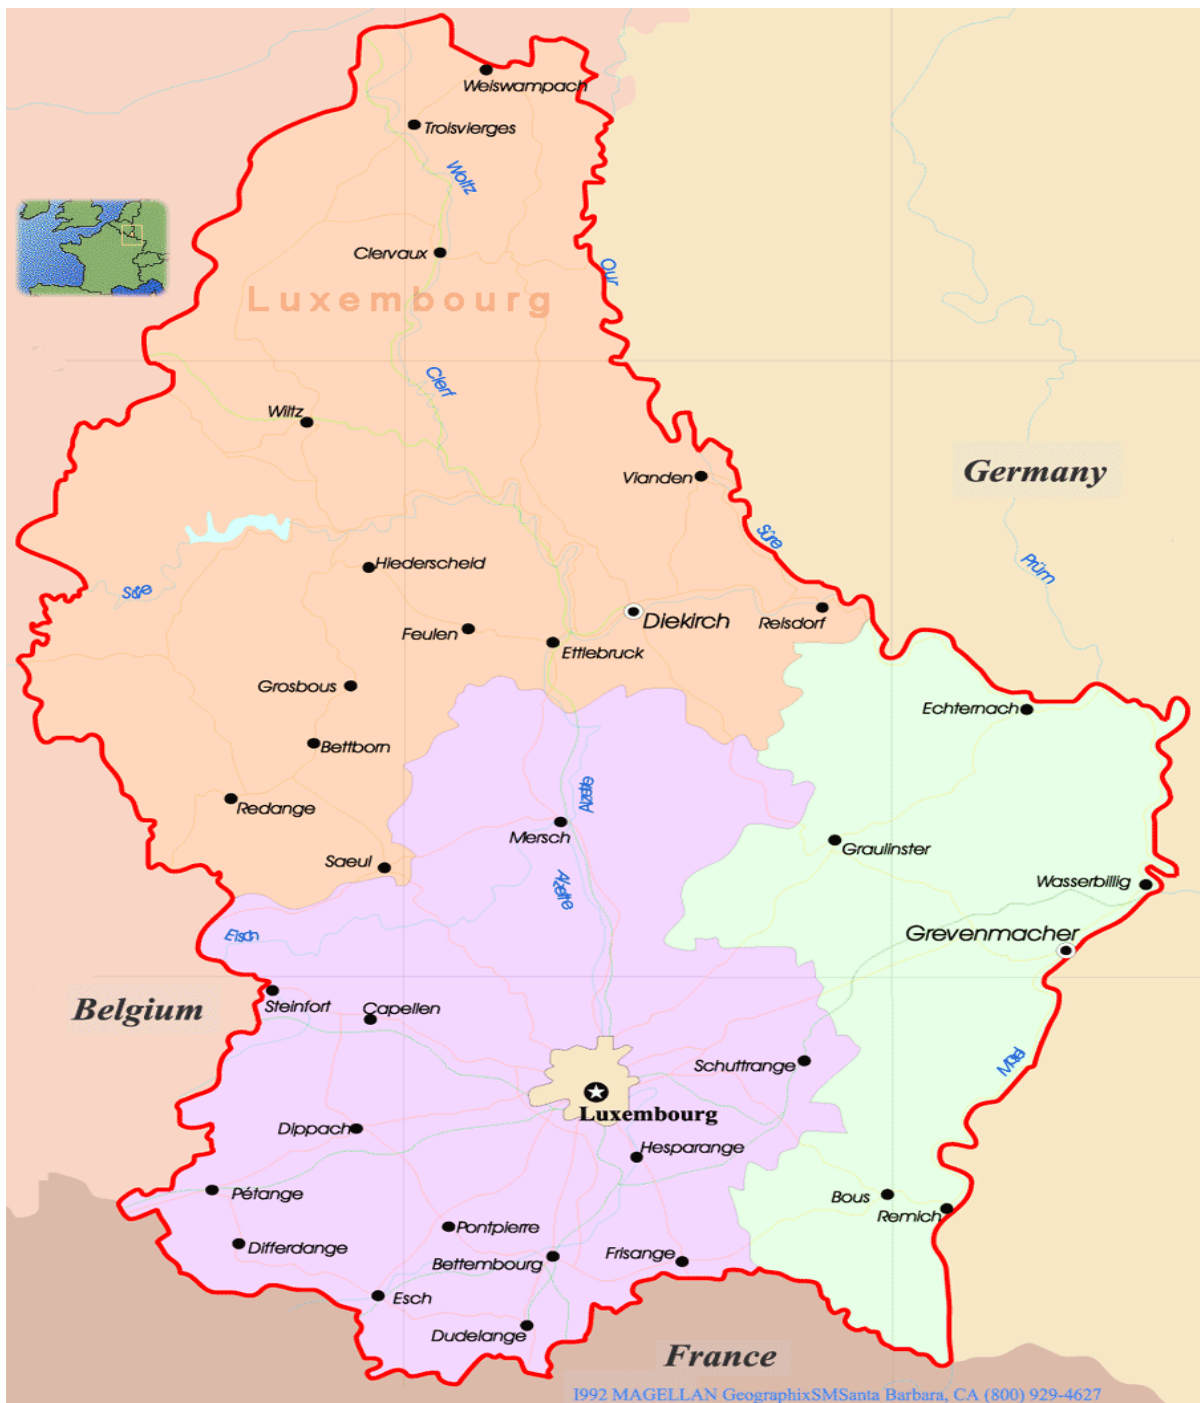 Weiswampach
Troisvierges
Woltz
Clervaux
Our
Luxembourg
Clerf
Wiltz
Germany
Vianden
Sûre
Hiederscheid
Prüm
Diekirch
Reisdorf
Feulen
Ettlebruck
Grosbous
Echternach
Bettborn
Alzette
Redange
Mersch
Graulinster
Saeul
Wasserbillig
Alzette
Eisch
Grevenmacher
Belgium
Steinfort
Capellen
Schuttrange
Luxembourg
Dippach
Hesparange
Pétange
Bous
Remich
Pontpierre
Differdange
Frisange
Bettembourg
Esch
Dudelange
France
1992 MAGELLAN GeographixSMSanta Barbara, CA (800) 929-4627